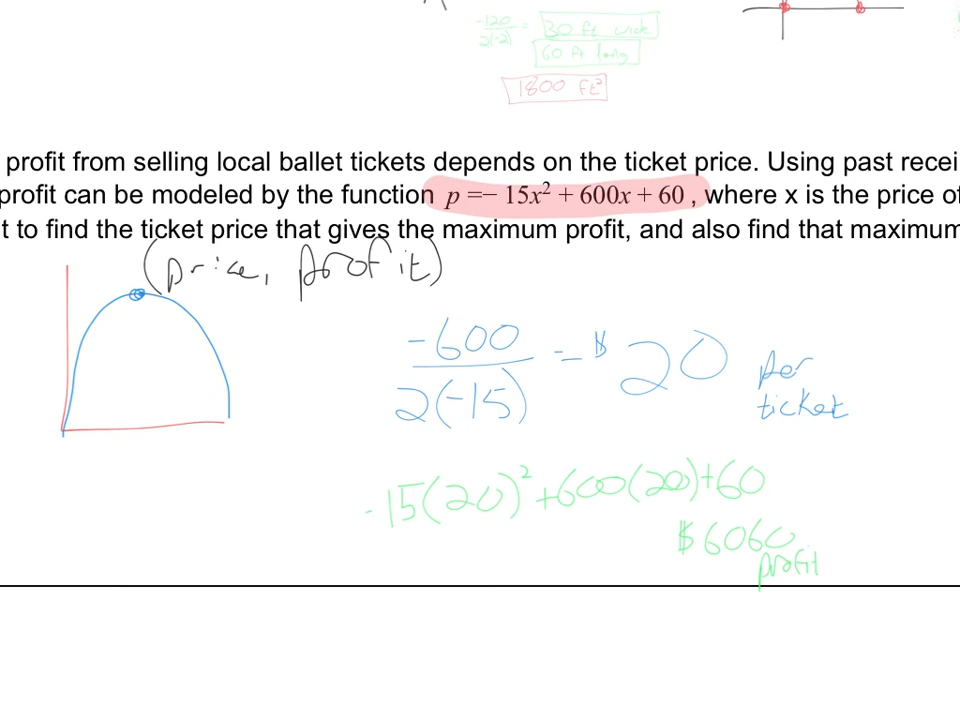 -120
2(-2)
= 30 ft wide
60 ft long
1800 ft²
profit from selling local ballet tickets depends on the ticket price. Using past recei
profit can be modeled by the function p =− 15x² + 600x + 60 , where x is the price of
t to find the ticket price that gives the maximum profit, and also find that maximum
(price, profit)
-600
2(-15)
= $20 per
ticket
-15(20)²+600(20)+60
$6060
profit